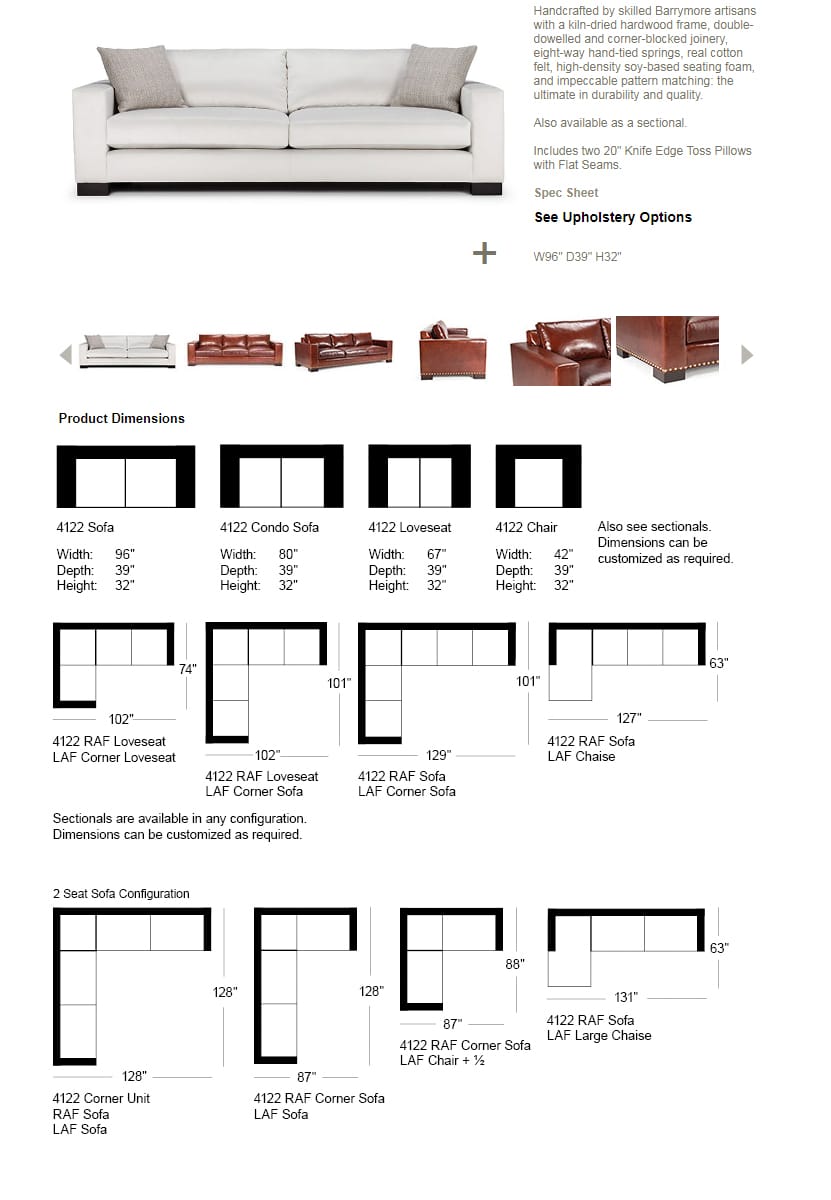 Handcrafted by skilled Barrymore artisans
with a kiln-dried hardwood frame, double-
dowelled and corner-blocked joinery,
eight-way hand-tied springs, real cotton
felt, high-density soy-based seating foam,
and impeccable pattern matching: the
ultimate in durability and quality.
Also available as a sectional.
Includes two 20" Knife Edge Toss Pillows
with Flat Seams.
Spec Sheet
See Upholstery Options
W96" D39" H32"
Product Dimensions
4122 Sofa
Width: 96"
Depth: 39"
Height: 32"
4122 Condo Sofa
Width: 80"
Depth: 39"
Height: 32"
4122 Loveseat
Width: 67"
Depth: 39"
Height: 32"
4122 Chair
Width: 42"
Depth: 39"
Height: 32"
Also see sectionals.
Dimensions can be
customized as required.
74"
102"
4122 RAF Loveseat
LAF Corner Loveseat
101"
102"
4122 RAF Loveseat
LAF Corner Sofa
101"
129"
4122 RAF Sofa
LAF Corner Sofa
63"
127"
4122 RAF Sofa
LAF Chaise
Sectionals are available in any configuration.
Dimensions can be customized as required.
2 Seat Sofa Configuration
128"
128"
4122 Corner Unit
RAF Sofa
LAF Sofa
128"
87"
4122 RAF Corner Sofa
LAF Sofa
88"
87"
4122 RAF Corner Sofa
LAF Chair + ½
63"
131"
4122 RAF Sofa
LAF Large Chaise